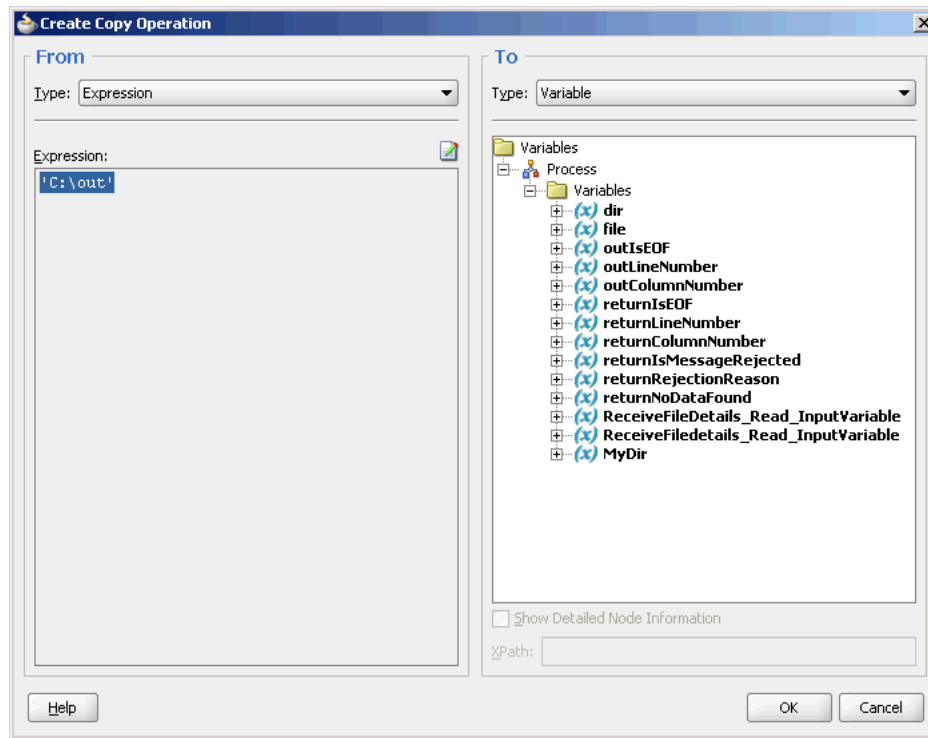 Create Copy Operation
From
Type: Expression
Expression:
'C:\out'
To
Type: Variable
Variables
Process
Variables
(x) dir
(x) file
(x) outIsEOF
(x) outLineNumber
(x) outColumnNumber
(x) returnIsEOF
(x) returnLineNumber
(x) returnColumnNumber
(x) returnIsMessageRejected
(x) returnRejectionReason
(x) returnNoDataFound
(x) ReceiveFileDetails_Read_InputVariable
(x) ReceiveFiledetails_Read_InputVariable
(x) MyDir
Show Detailed Node Information
XPath:
Help
OK
Cancel